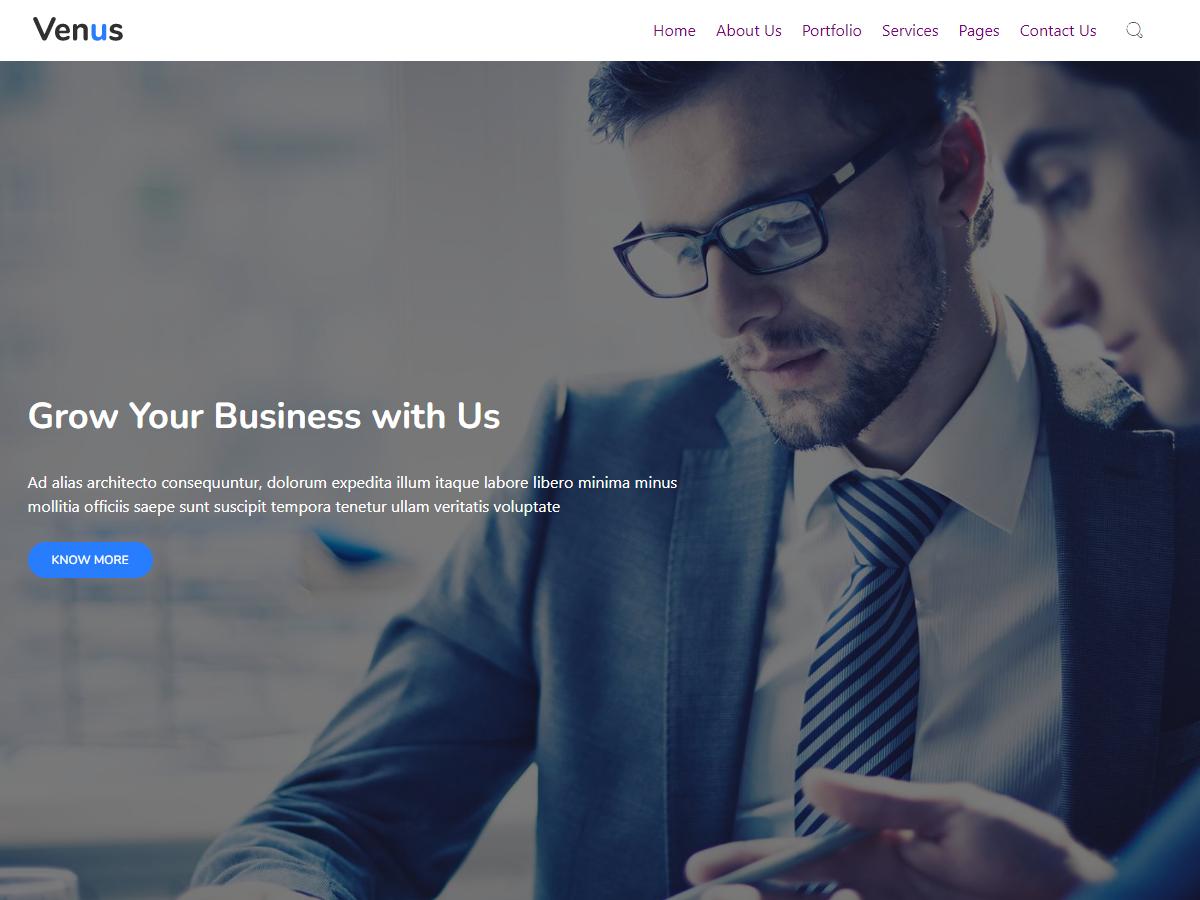 Venus
Home About Us Portfolio Services Pages Contact Us
Grow Your Business with Us
Ad alias architecto consequuntur, dolorum expedita illum itaque labore libero minima minus
mollitia officiis saepe sunt suscipit tempora tenetur ullam veritatis voluptate
KNOW MORE